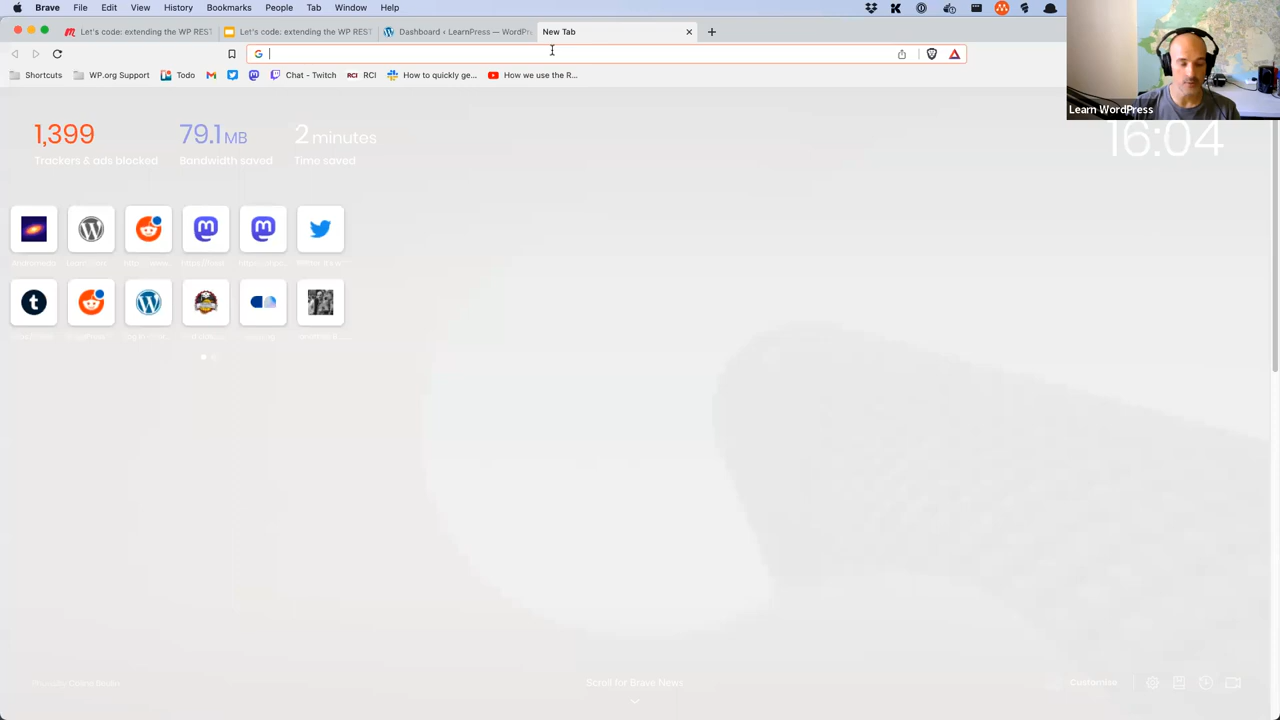 Brave File Edit View History Bookmarks People Tab Window Help
Let's code: extending the WP REST Let's code: extending the WP REST Dashboard ‹ LearnPress — WordPr New Tab
Shortcuts WP.org Support Todo Chat - Twitch RCI RCI How to quickly ge... How we use the R...
Learn WordPress
1,399 79.1 MB 2 minutes 16:04
Trackers & ads blocked Bandwidth saved Time saved
Scroll for Brave News Customise